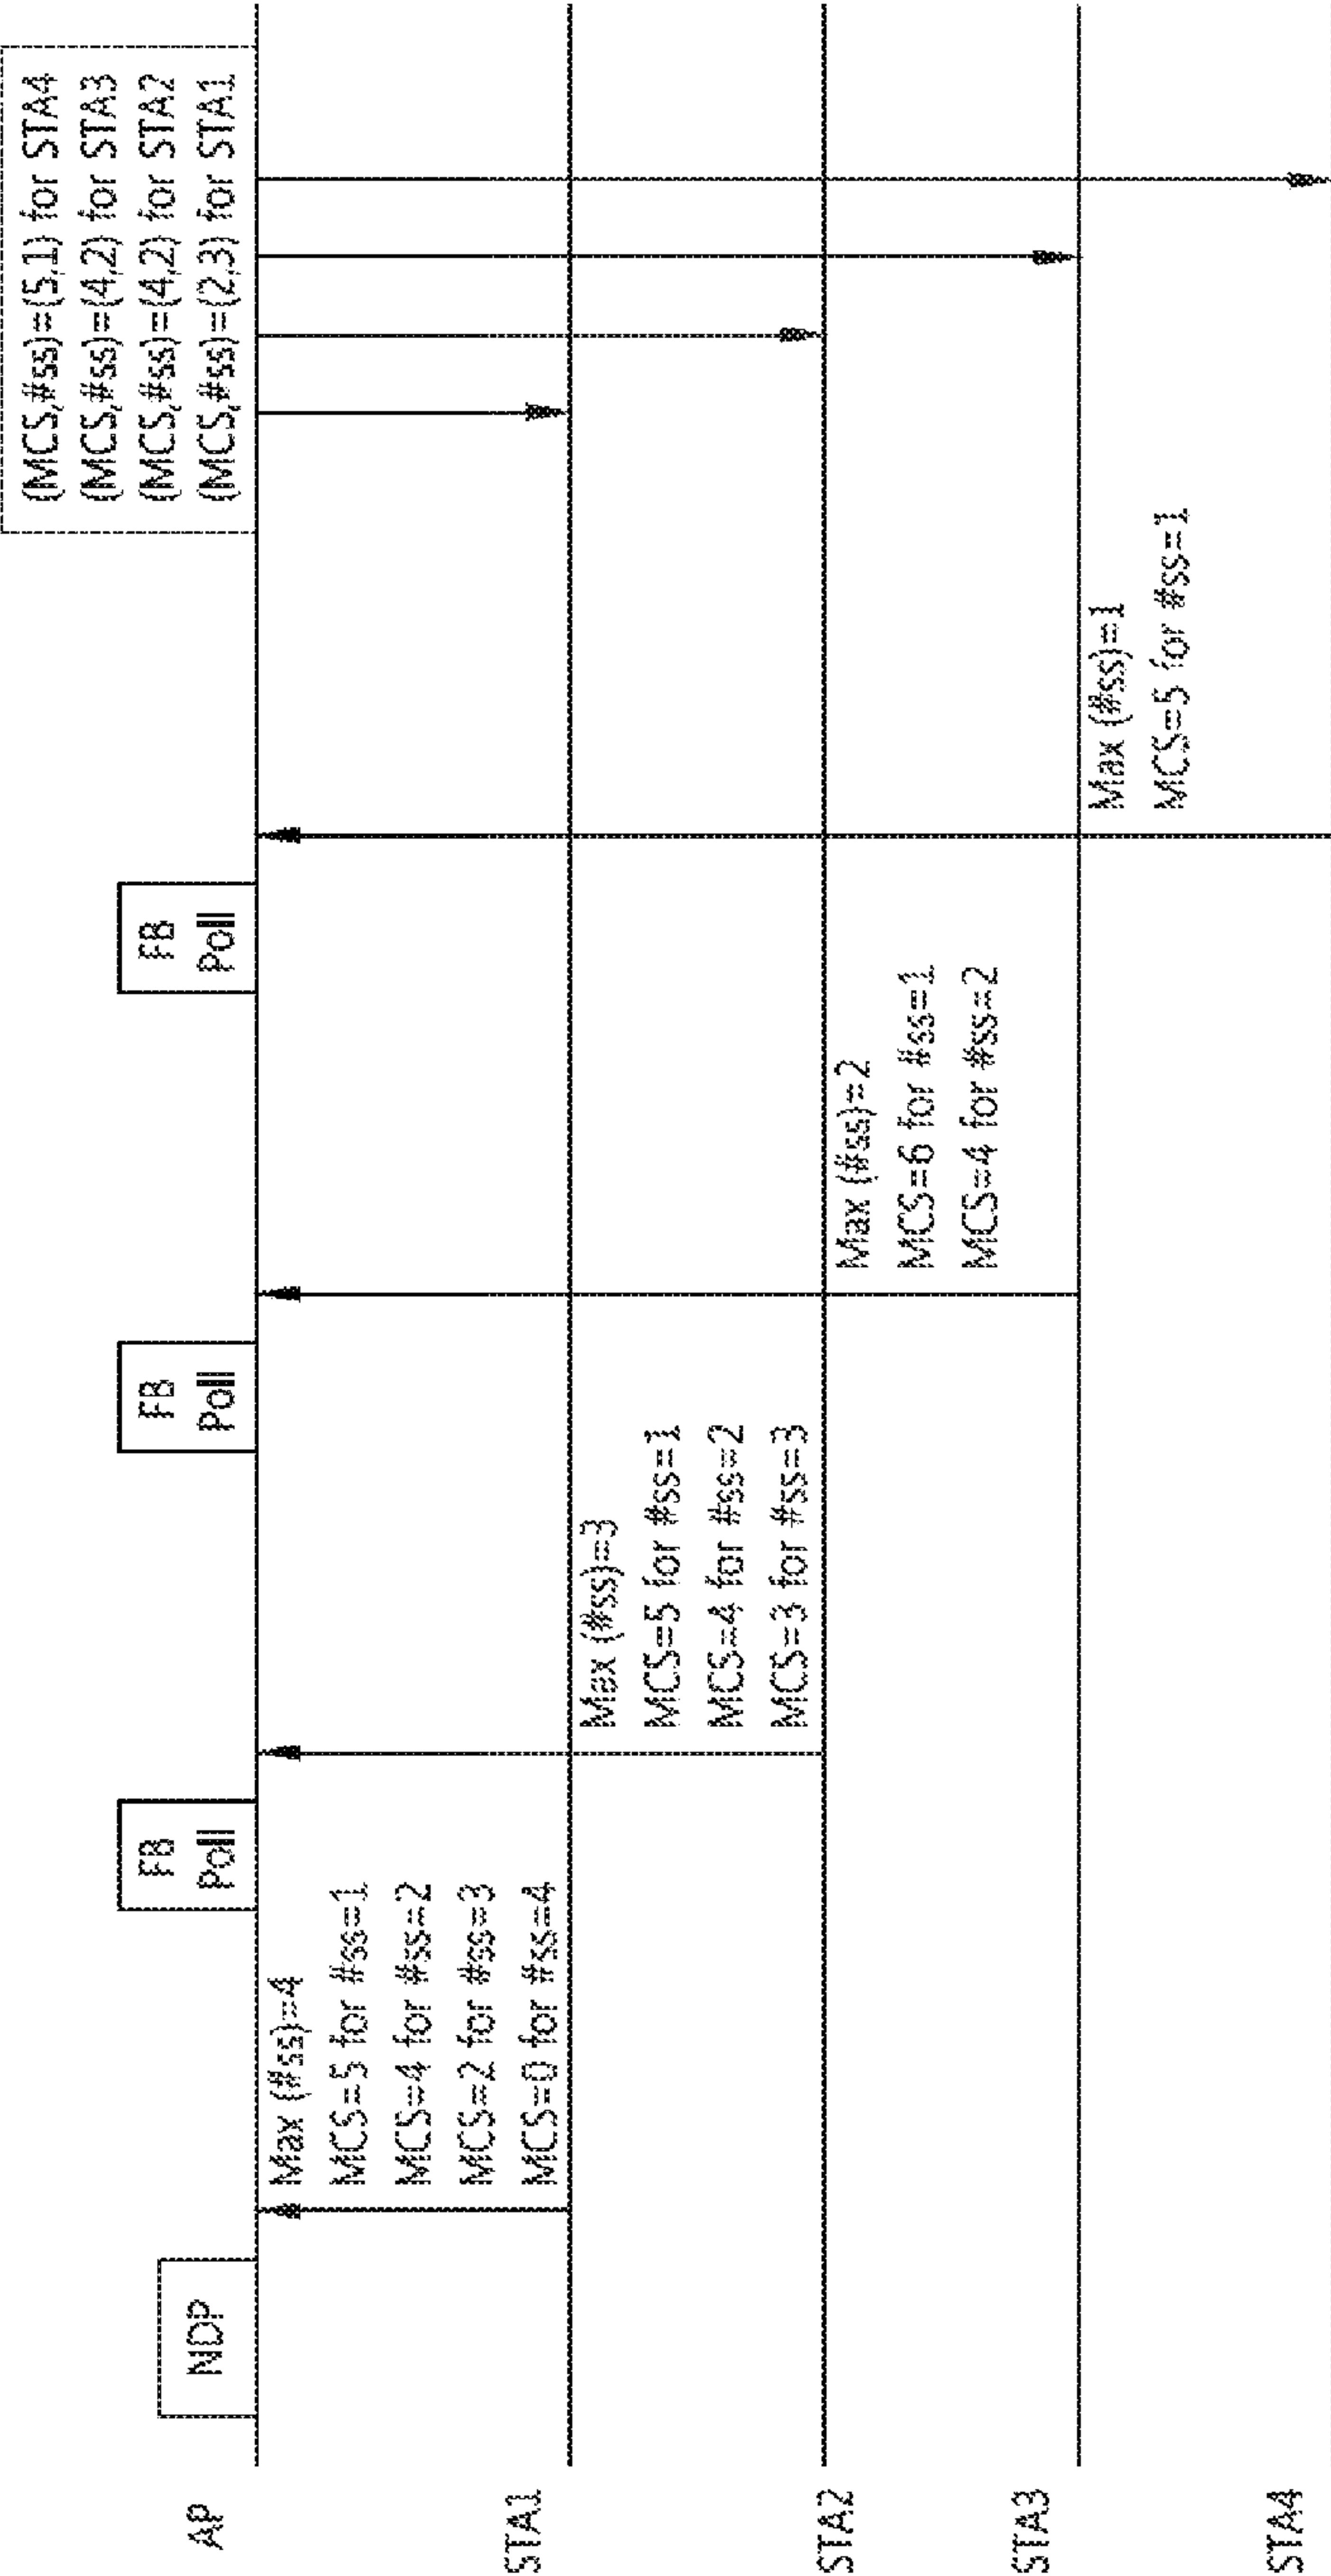 (MCS,#ss)=(5,1) for STA4
(MCS,#ss)=(4,2) for STA3
(MCS,#ss)=(4,2) for STA2
(MCS,#ss)=(2,3) for STA1
AP
NDP
FB
Poll
FB
Poll
FB
Poll
Max (#ss)=4
MCS=5 for #ss=1
MCS=4 for #ss=2
MCS=2 for #ss=3
MCS=0 for #ss=4
STA1
Max (#ss)=3
MCS=5 for #ss=1
MCS=4 for #ss=2
MCS=3 for #ss=3
STA2
Max (#ss)=2
MCS=6 for #ss=1
MCS=4 for #ss=2
STA3
Max (#ss)=1
MCS=5 for #ss=1
STA4